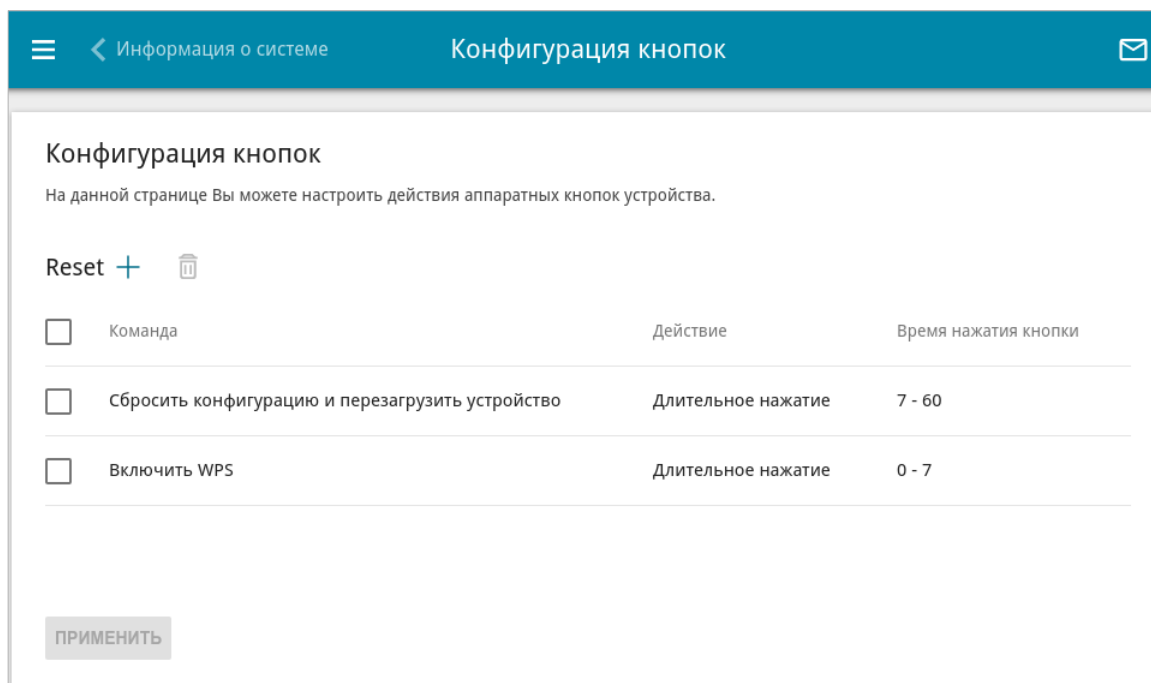 Информация о системе Конфигурация кнопок
Конфигурация кнопок
На данной странице Вы можете настроить действия аппаратных кнопок устройства.
Reset
Команда Действие Время нажатия кнопки
Сбросить конфигурацию и перезагрузить устройство Длительное нажатие 7 - 60
Включить WPS Длительное нажатие 0 - 7
ПРИМЕНИТЬ